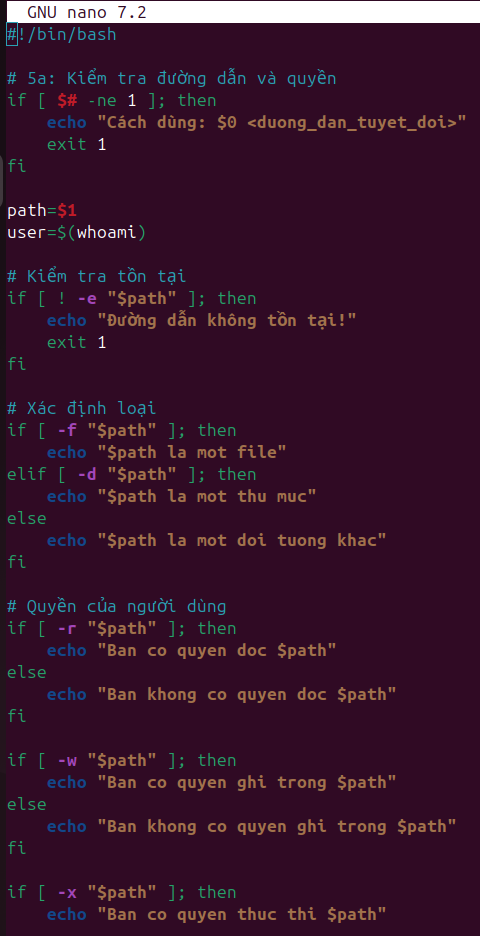 GNU nano 7.2
#!/bin/bash
# 5a: Kiểm tra đường dẫn và quyền
if [ $# -ne 1 ]; then
echo "Cách dùng: $0 <duong_dan_tuyet_doi>"
exit 1
fi
path=$1
user=$(whoami)
# Kiểm tra tồn tại
if [ ! -e "$path" ]; then
echo "Đường dẫn không tồn tại!"
exit 1
fi
# Xác định loại
if [ -f "$path" ]; then
echo "$path la mot file"
elif [ -d "$path" ]; then
echo "$path la mot thu muc"
else
echo "$path la mot doi tuong khac"
fi
# Quyền của người dùng
if [ -r "$path" ]; then
echo "Ban co quyen doc $path"
else
echo "Ban khong co quyen doc $path"
fi
if [ -w "$path" ]; then
echo "Ban co quyen ghi trong $path"
else
echo "Ban khong co quyen ghi trong $path"
fi
if [ -x "$path" ]; then
echo "Ban co quyen thuc thi $path"